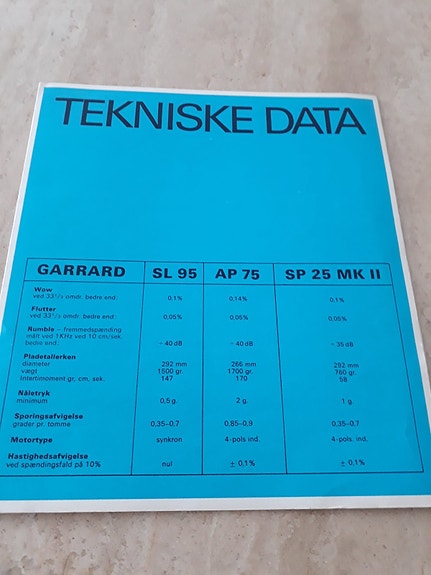 TEKNISKE DATA
GARRARD SL 95 AP 75 SP 25 MK II
Wow
ved 33 1/3 omdr. bedre end: 0,1% 0,14% 0,1%
Flutter
ved 33 1/3 omdr. bedre end: 0,05% 0,05% 0,05%
Rumble – fremmedspænding
målt ved 1KHz ved 10 cm/sek.
bedre end: – 40 dB – 40 dB – 35 dB
Pladetallerken
diameter 292 mm 266 mm 292 mm
vægt 1500 gr. 1700 gr. 760 gr.
Intertimoment gr, cm, sek. 147 170 58
Nåletryk
minimum 0,5 g. 2 g. 1 g.
Sporingsafvigelse
grader pr. tomme 0,35–0,7 0,85–0,9 0,35–0,7
Motortype synkron 4-pols ind. 4-pols. ind.
Hastighedsafvigelse
ved spændingsfald på 10% nul ± 0,1% ± 0,1%